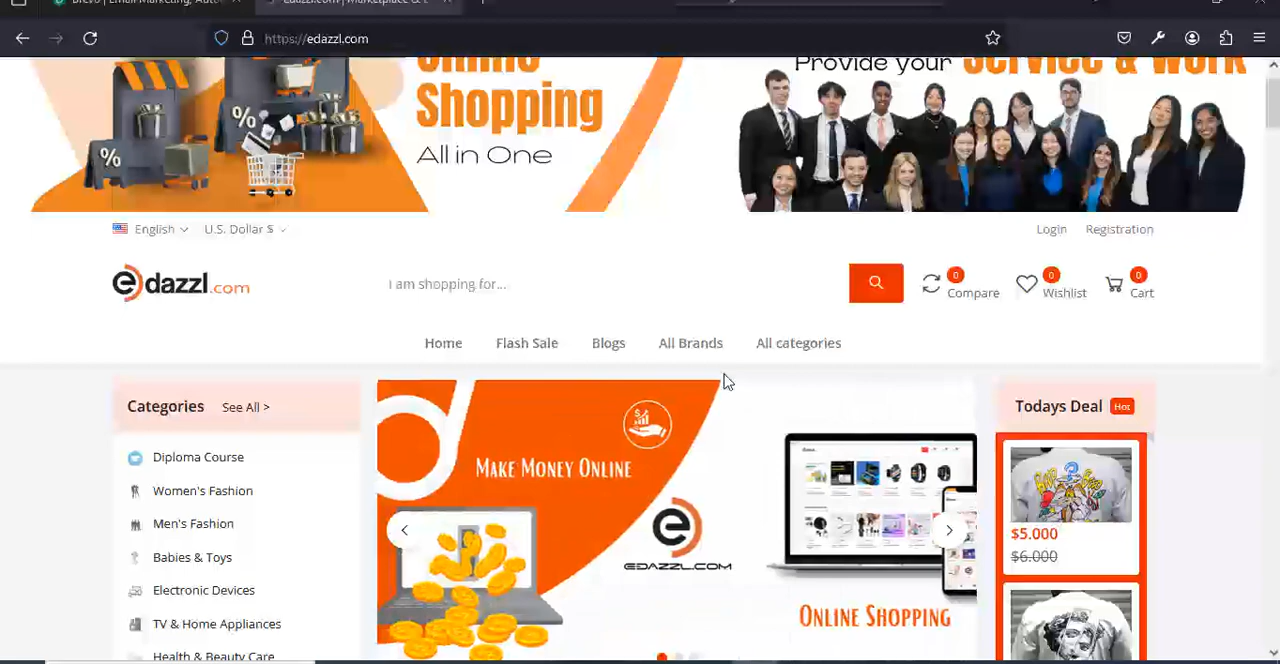 https://edazzl.com
Online
Shopping
All in One
Provide your Service & Work
%
%
English
U.S. Dollar $
Login
Registration
edazzl.com
I am shopping for...
0
Compare
0
Wishlist
0
Cart
Home
Flash Sale
Blogs
All Brands
All categories
Categories
See All >
Diploma Course
Women's Fashion
Men's Fashion
Babies & Toys
Electronic Devices
TV & Home Appliances
Health & Beauty Care
MAKE MONEY ONLINE
EDAZZL.COM
ONLINE SHOPPING
Todays Deal
Hot
$5.000
$6.000